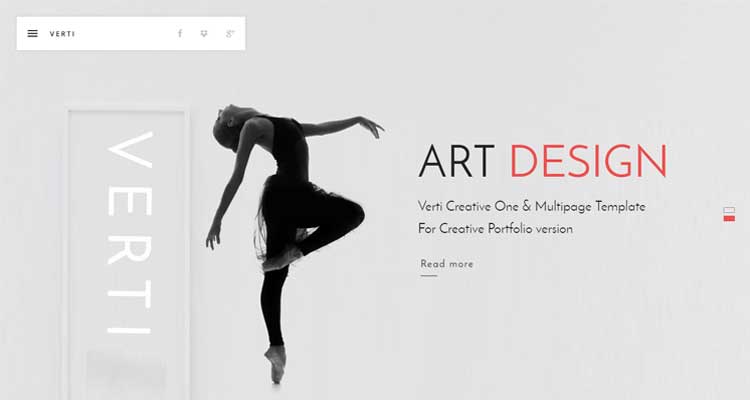 VERTI
VERTI
ART DESIGN
Verti Creative One & Multipage Template
For Creative Portfolio version
Read more